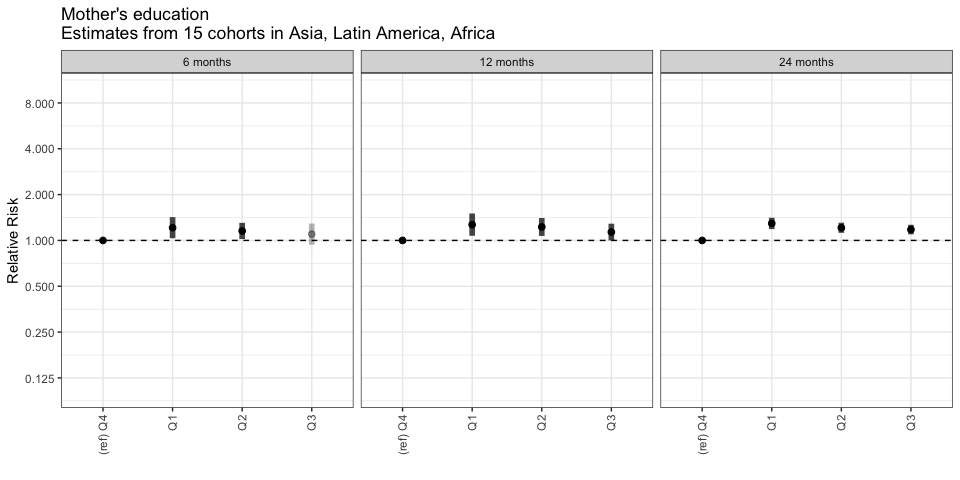 Mother's education
Estimates from 15 cohorts in Asia, Latin America, Africa
6 months
12 months
24 months
Relative Risk
8.000
4.000
2.000
1.000
0.500
0.250
0.125
(ref) Q4
Q1
Q2
Q3
(ref) Q4
Q1
Q2
Q3
(ref) Q4
Q1
Q2
Q3